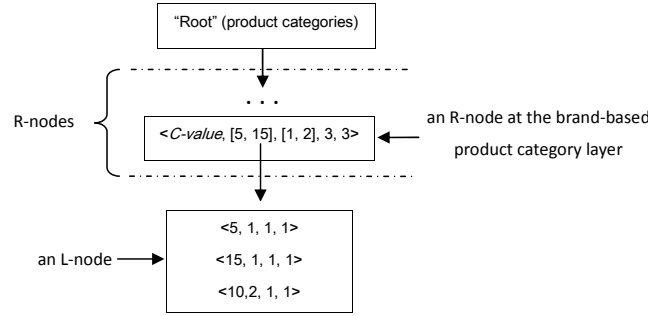 “Root” (product categories)
. . .
R-nodes
<C-value, [5, 15], [1, 2], 3, 3>
an R-node at the brand-based
product category layer
<5, 1, 1, 1>
an L-node
<15, 1, 1, 1>
<10,2, 1, 1>